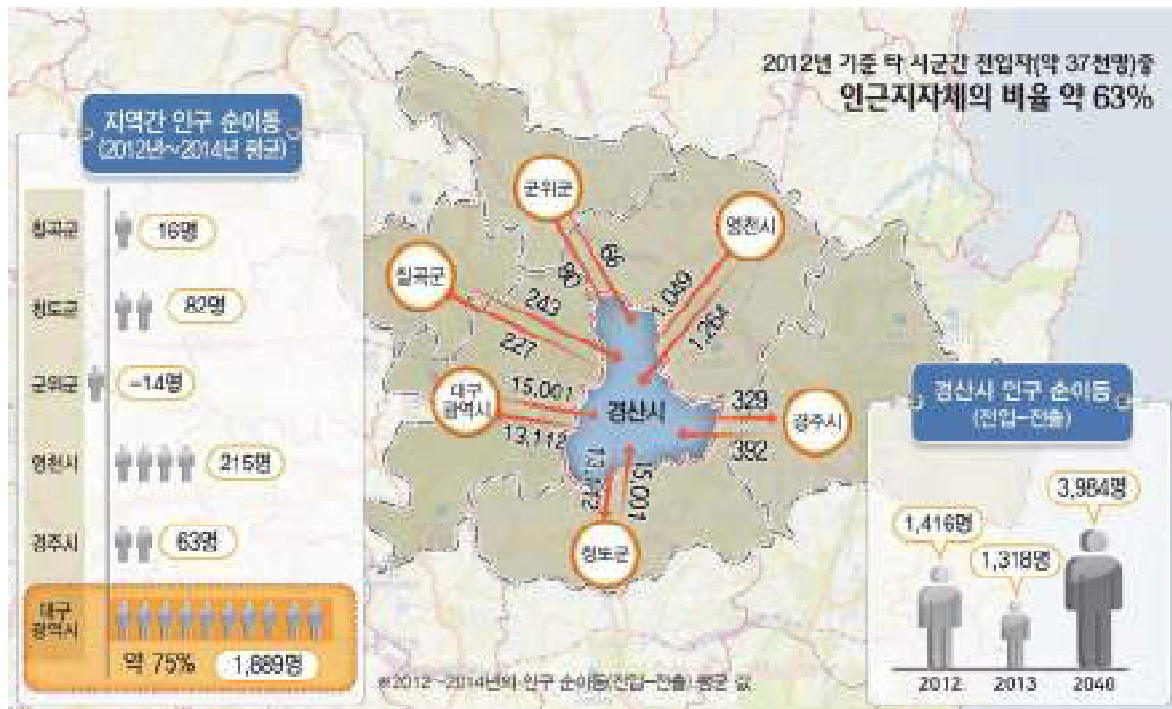 2012년 기준 타 시군간 전입자(약 37천명)중
인근지자체의 비율 약 63%
지역간 인구 순이동
(2012년~2014년 평균)
칠곡군
16명
청도군
82명
군위군
-14명
영천시
215명
경주시
63명
대구
광역시
약 75%
1,889명
군위군
영천시
칠곡군
대구
광역시
경산시
경주시
청도군
243
227
1,049
1,264
15,001
13,112
329
392
13,112
15,001
경산시 인구 순이동
(전입-전출)
1,416명
1,318명
3,964명
2012
2013
2040
※2012~2014년의 인구 순이동(전입-전출) 평균 값